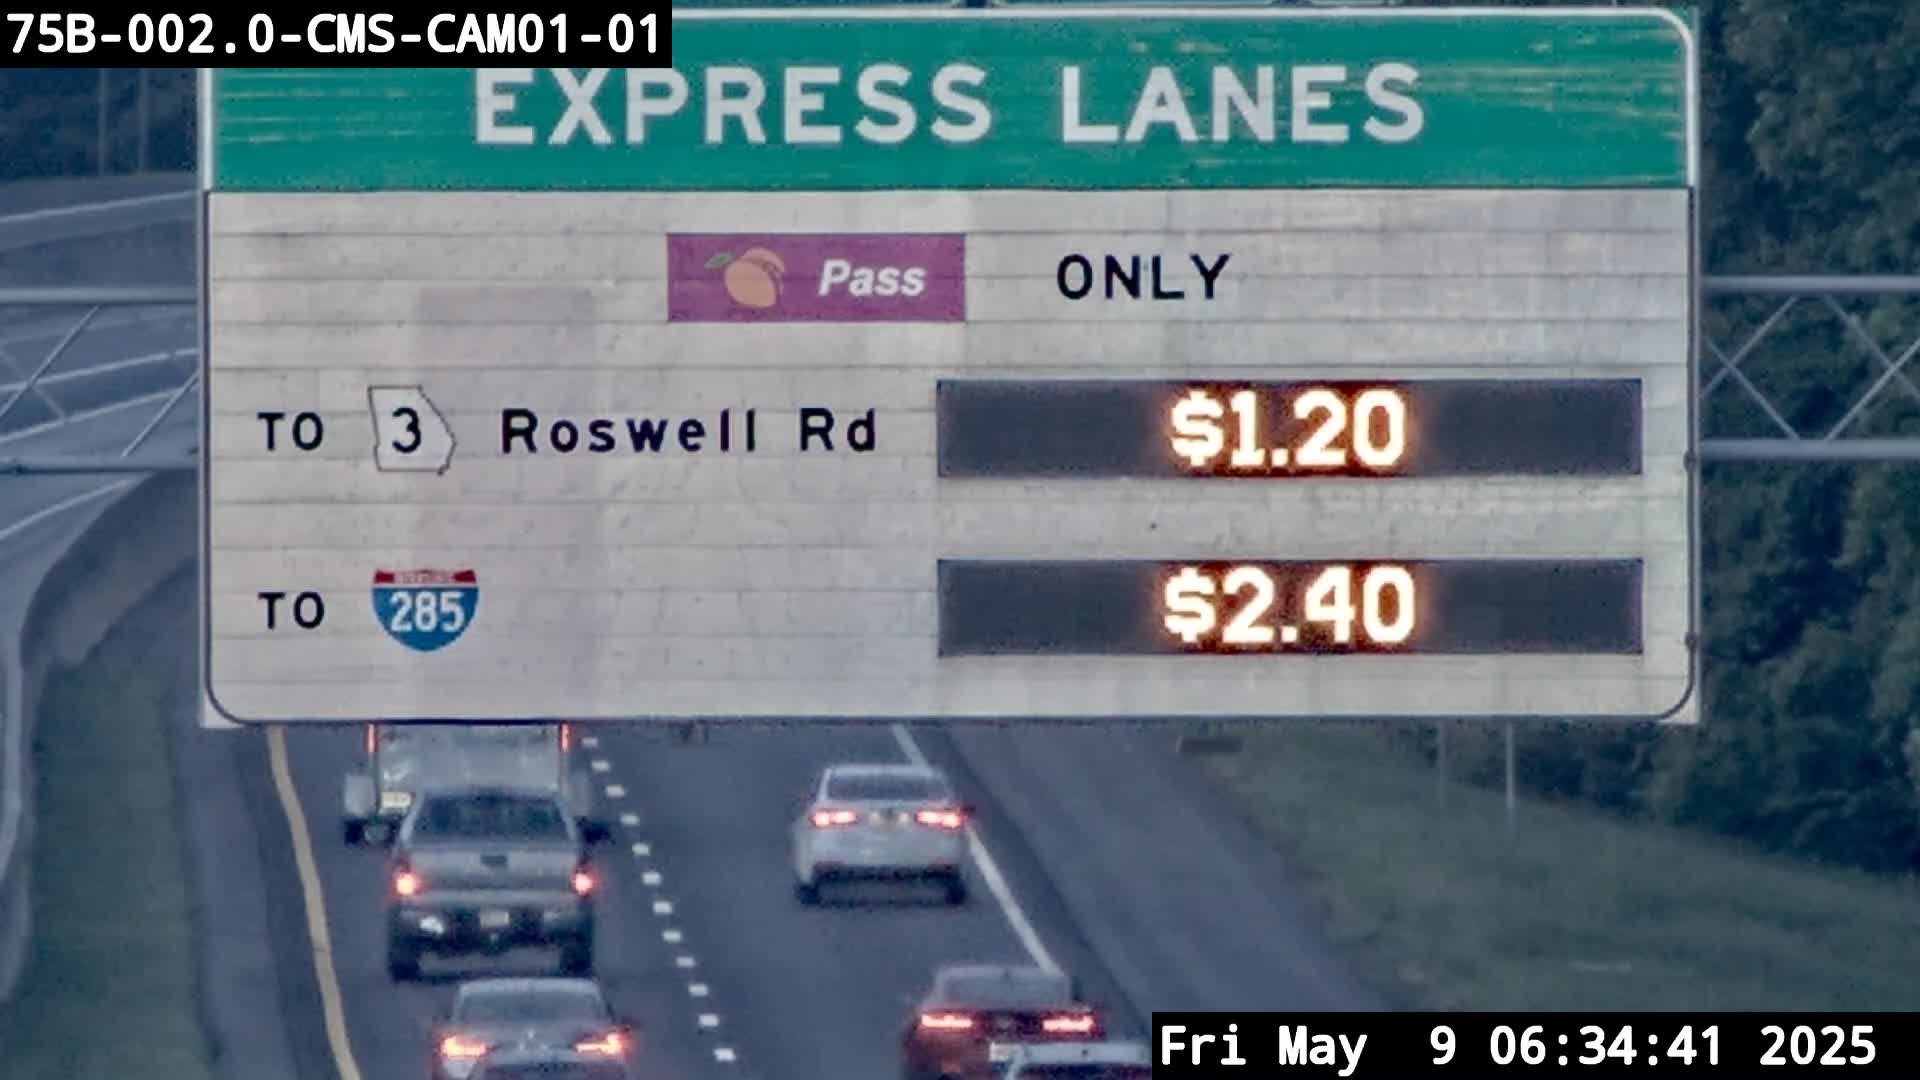 75B-002.0-CMS-CAM01-01
EXPRESS LANES
Pass ONLY
TO 3 Roswell Rd $1.20
TO 285 $2.40
Fri May 9 06:34:41 2025